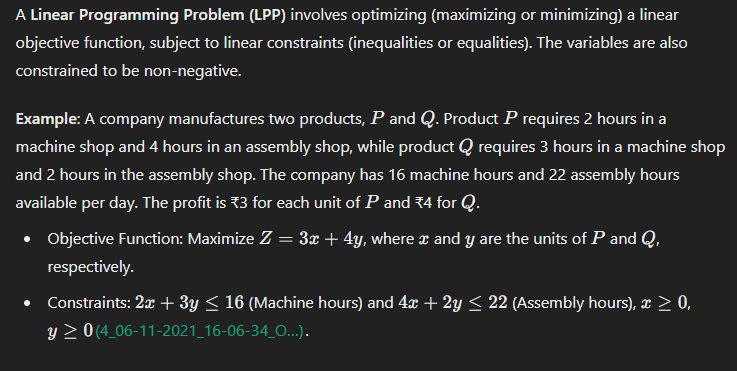 A Linear Programming Problem (LPP) involves optimizing (maximizing or minimizing) a linear
objective function, subject to linear constraints (inequalities or equalities). The variables are also
constrained to be non-negative.
Example: A company manufactures two products, P and Q. Product P requires 2 hours in a
machine shop and 4 hours in an assembly shop, while product Q requires 3 hours in a machine shop
and 2 hours in the assembly shop. The company has 16 machine hours and 22 assembly hours
available per day. The profit is ₹3 for each unit of P and ₹4 for Q.
• Objective Function: Maximize Z = 3x + 4y, where x and y are the units of P and Q,
respectively.
• Constraints: 2x + 3y ≤ 16 (Machine hours) and 4x + 2y ≤ 22 (Assembly hours), x ≥ 0,
y ≥ 0 (4_06-11-2021_16-06-34_O...).